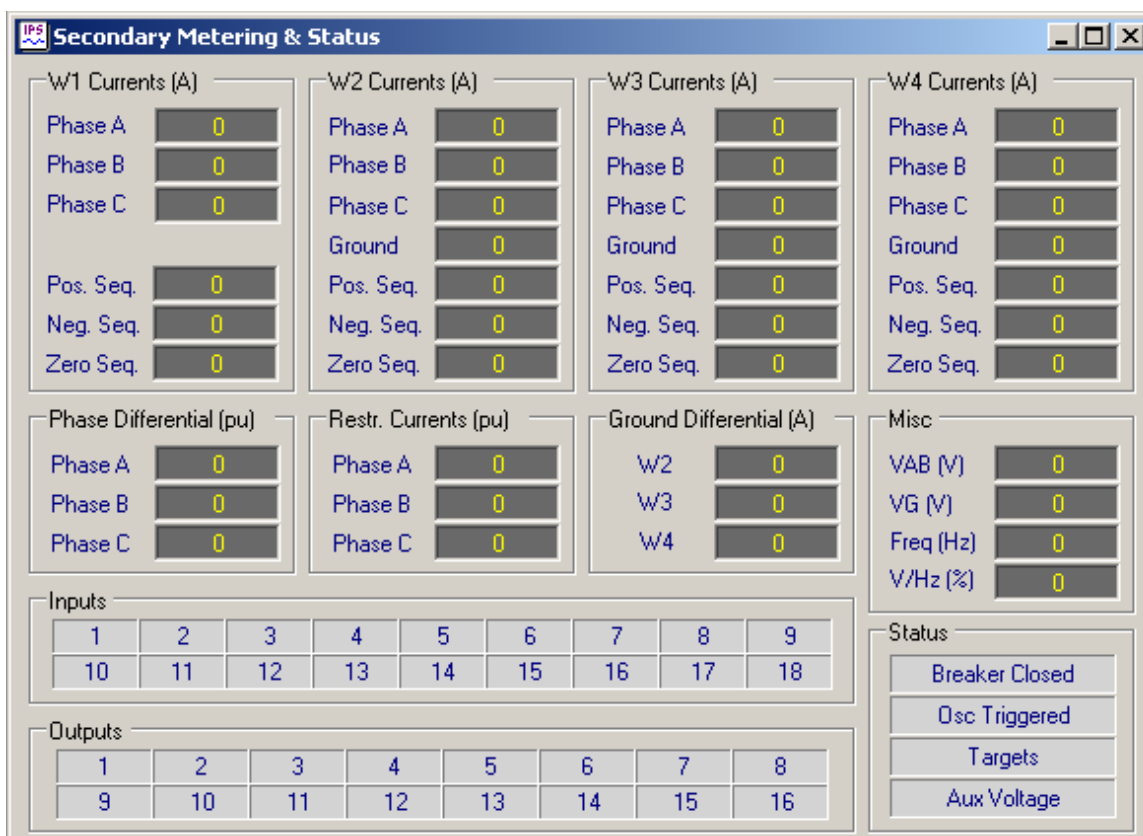 IPS Secondary Metering & Status
W1 Currents (A) W2 Currents (A) W3 Currents (A) W4 Currents (A)
Phase A 0 Phase A 0 Phase A 0 Phase A 0
Phase B 0 Phase B 0 Phase B 0 Phase B 0
Phase C 0 Phase C 0 Phase C 0 Phase C 0
Ground 0 Ground 0 Ground 0
Pos. Seq. 0 Pos. Seq. 0 Pos. Seq. 0 Pos. Seq. 0
Neg. Seq. 0 Neg. Seq. 0 Neg. Seq. 0 Neg. Seq. 0
Zero Seq. 0 Zero Seq. 0 Zero Seq. 0 Zero Seq. 0
Phase Differential (pu) Restr. Currents (pu) Ground Differential (A) Misc
Phase A 0 Phase A 0 W2 0 VAB (V) 0
Phase B 0 Phase B 0 W3 0 VG (V) 0
Phase C 0 Phase C 0 W4 0 Freq (Hz) 0
V/Hz (%) 0
Inputs
1 2 3 4 5 6 7 8 9
10 11 12 13 14 15 16 17 18
Outputs
1 2 3 4 5 6 7 8
9 10 11 12 13 14 15 16
Status
Breaker Closed
Osc Triggered
Targets
Aux Voltage